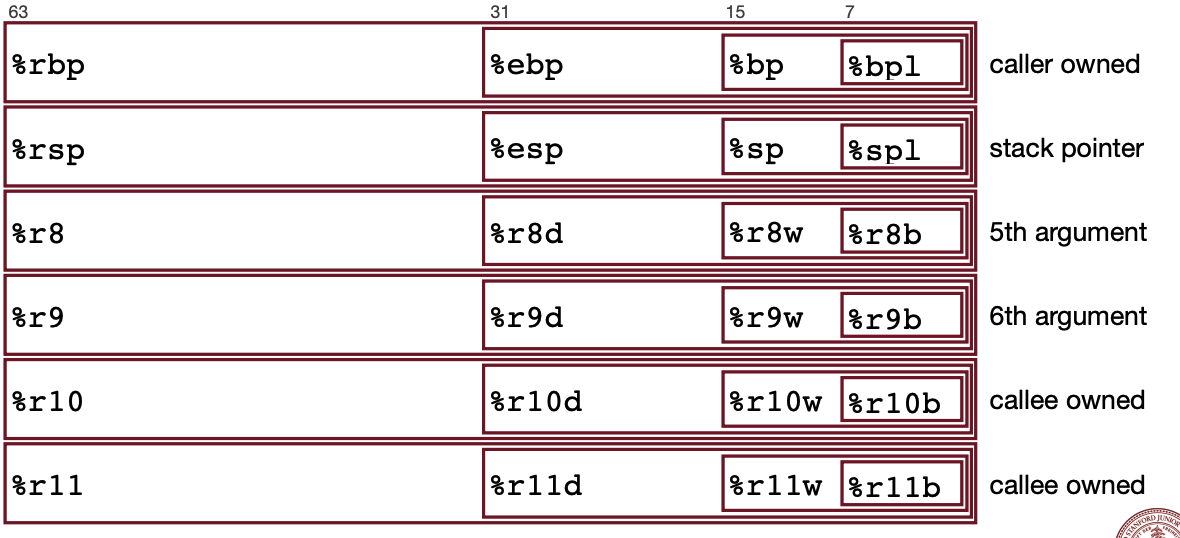 63 31 15 7
%rbp %ebp %bp %bpl caller owned
%rsp %esp %sp %spl stack pointer
%r8 %r8d %r8w %r8b 5th argument
%r9 %r9d %r9w %r9b 6th argument
%r10 %r10d %r10w %r10b callee owned
%r11 %r11d %r11w %r11b callee owned
STANFORD JUNIOR